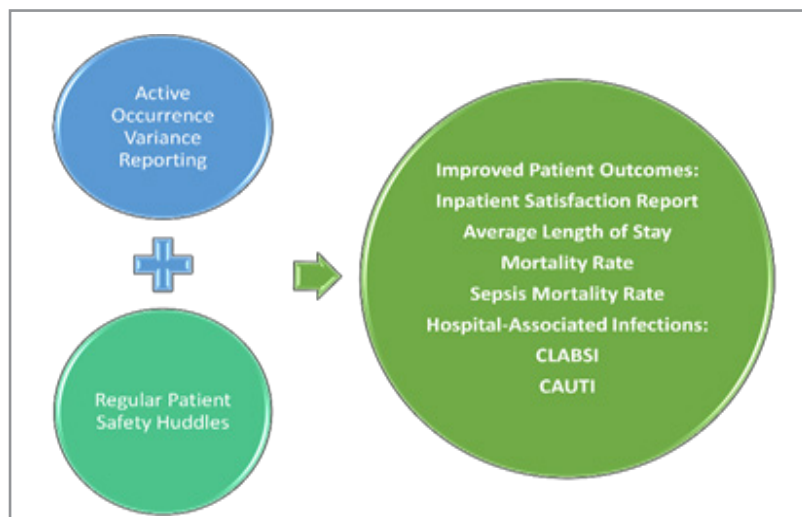 Active
Occurrence
Variance
Reporting
Regular Patient
Safety Huddles
Improved Patient Outcomes:
Inpatient Satisfaction Report
Average Length of Stay
Mortality Rate
Sepsis Mortality Rate
Hospital-Associated Infections:
CLABSI
CAUTI